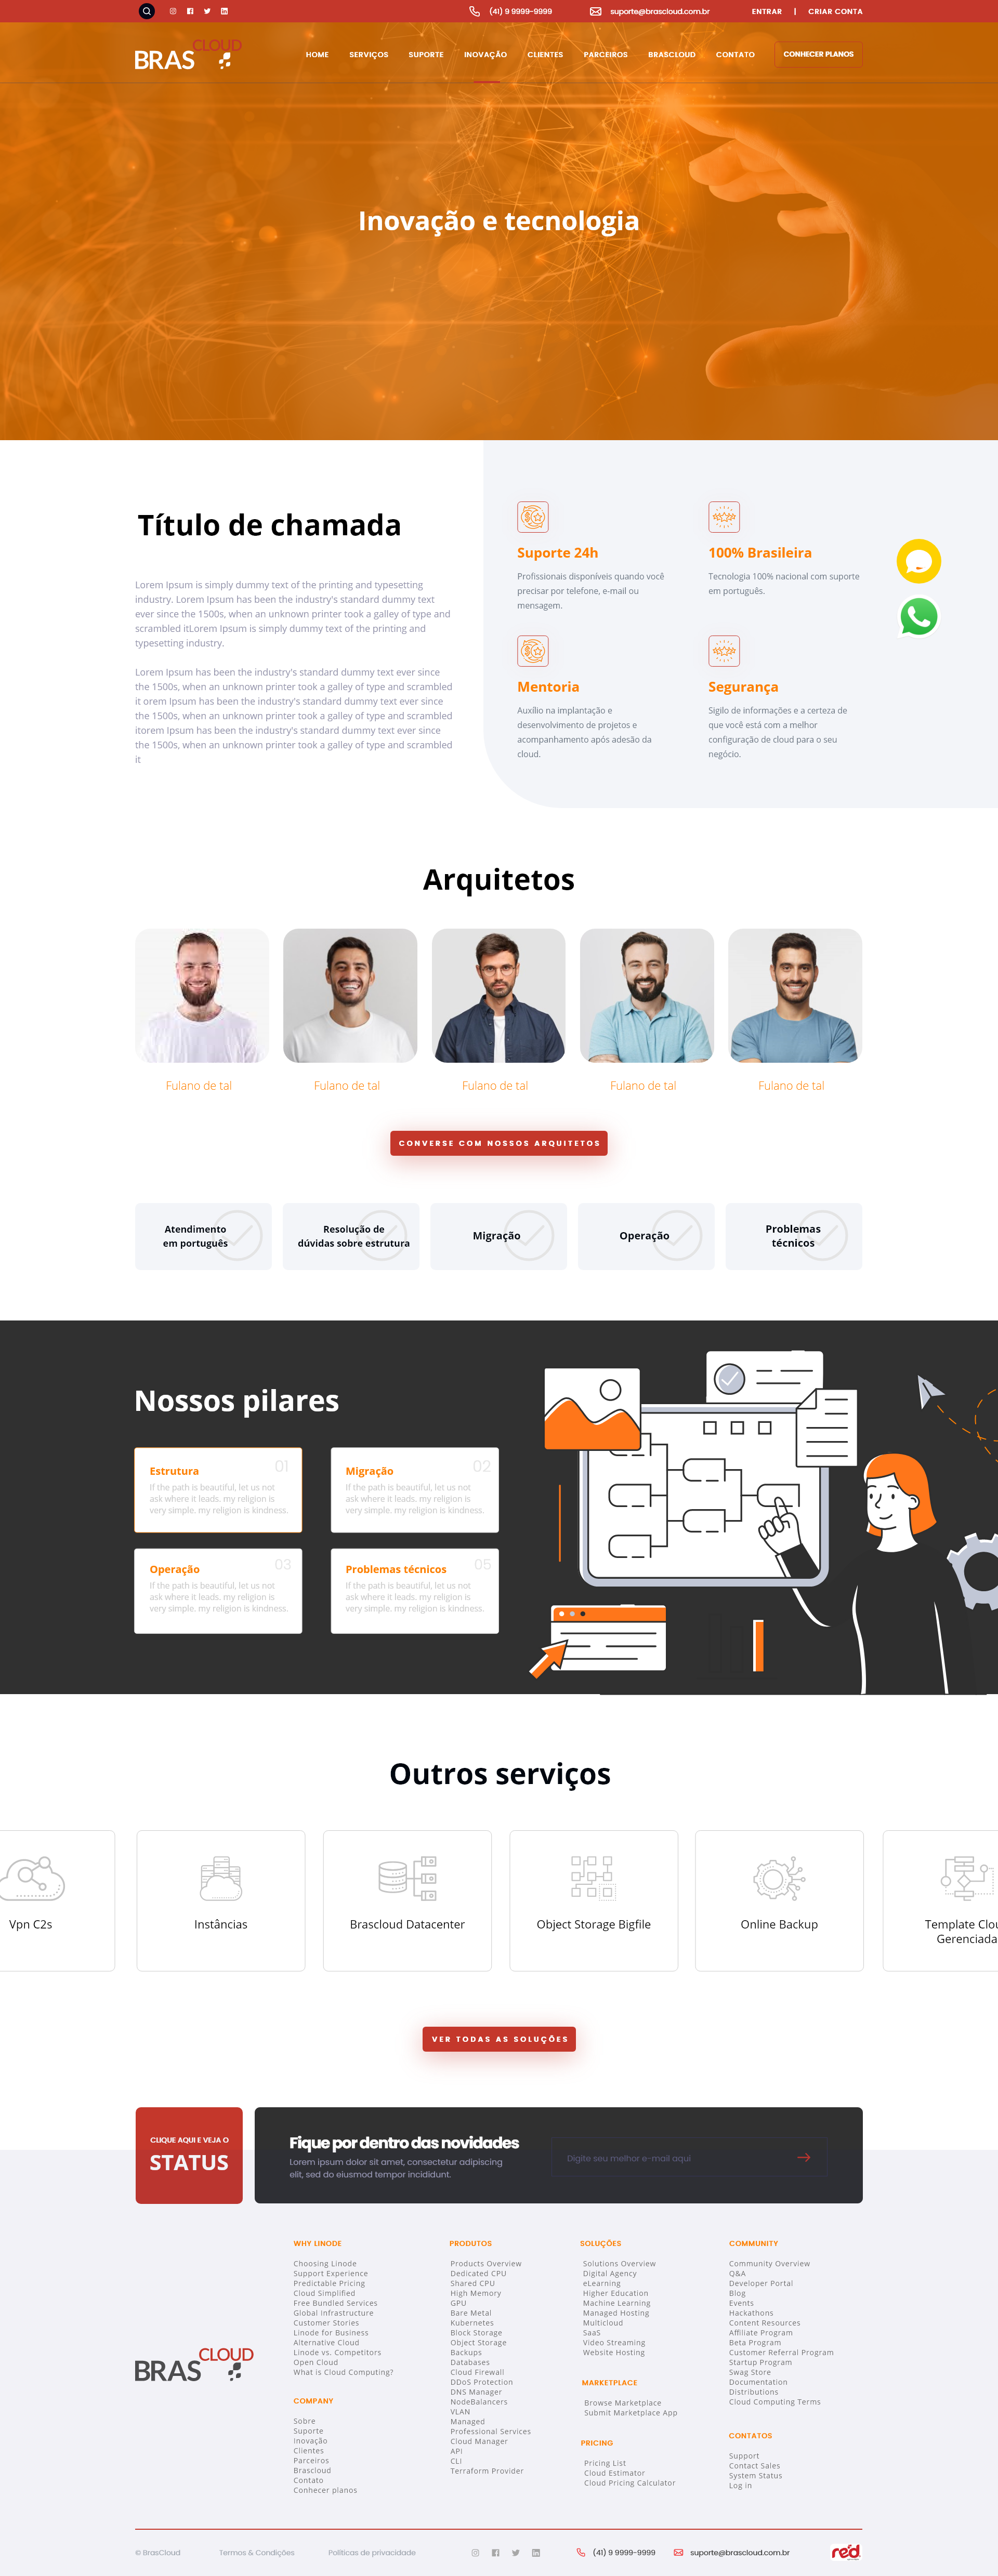 (41) 9 9999-9999
suporte@brascloud.com.br
ENTRAR | CRIAR CONTA
BRASCLOUD
HOME
SERVIÇOS
SUPORTE
INOVAÇÃO
CLIENTES
PARCEIROS
BRASCLOUD
CONTATO
CONHECER PLANOS
Inovação e tecnologia
Título de chamada
Lorem Ipsum is simply dummy text of the printing and typesetting
industry. Lorem Ipsum has been the industry's standard dummy text
ever since the 1500s, when an unknown printer took a galley of type and
scrambled itLorem Ipsum is simply dummy text of the printing and
typesetting industry.
Lorem Ipsum has been the industry's standard dummy text ever since
the 1500s, when an unknown printer took a galley of type and scrambled
it orem Ipsum has been the industry's standard dummy text ever since
the 1500s, when an unknown printer took a galley of type and scrambled
itorem Ipsum has been the industry's standard dummy text ever since
the 1500s, when an unknown printer took a galley of type and scrambled
it
Suporte 24h
Profissionais disponíveis quando você
precisar por telefone, e-mail ou
mensagem.
100% Brasileira
Tecnologia 100% nacional com suporte
em português.
Mentoria
Auxílio na implantação e
desenvolvimento de projetos e
acompanhamento após adesão da
cloud.
Segurança
Sigilo de informações e a certeza de
que você está com a melhor
configuração de cloud para o seu
negócio.
Arquitetos
Fulano de tal
Fulano de tal
Fulano de tal
Fulano de tal
Fulano de tal
CONVERSE COM NOSSOS ARQUITETOS
Atendimento
em português
Resolução de
dúvidas sobre estrutura
Migração
Operação
Problemas
técnicos
Nossos pilares
Estrutura
01
If the path is beautiful, let us not
ask where it leads. my religion is
very simple. my religion is kindness.
Migração
02
If the path is beautiful, let us not
ask where it leads. my religion is
very simple. my religion is kindness.
Operação
03
If the path is beautiful, let us not
ask where it leads. my religion is
very simple. my religion is kindness.
Problemas técnicos
05
If the path is beautiful, let us not
ask where it leads. my religion is
very simple. my religion is kindness.
Outros serviços
Vpn C2s
Instâncias
Brascloud Datacenter
Object Storage Bigfile
Online Backup
Template Clou
Gerenciada
VER TODAS AS SOLUÇÕES
CLIQUE AQUI E VEJA O
STATUS
Fique por dentro das novidades
Lorem ipsum dolor sit amet, consectetur adipiscing
elit, sed do eiusmod tempor incididunt.
Digite seu melhor e-mail aqui
BRASCLOUD
WHY LINODE
Choosing Linode
Support Experience
Predictable Pricing
Cloud Simplified
Free Bundled Services
Global Infrastructure
Customer Stories
Linode for Business
Alternative Cloud
Linode vs. Competitors
Open Cloud
What is Cloud Computing?
COMPANY
Sobre
Suporte
Inovação
Clientes
Parceiros
Brascloud
Contato
Conhecer planos
PRODUTOS
Products Overview
Dedicated CPU
Shared CPU
High Memory
GPU
Bare Metal
Kubernetes
Block Storage
Object Storage
Backups
Databases
Cloud Firewall
DDoS Protection
DNS Manager
NodeBalancers
VLAN
Managed
Professional Services
Cloud Manager
API
CLI
Terraform Provider
SOLUÇÕES
Solutions Overview
Digital Agency
eLearning
Higher Education
Machine Learning
Managed Hosting
Multicloud
SaaS
Video Streaming
Website Hosting
MARKETPLACE
Browse Marketplace
Submit Marketplace App
PRICING
Pricing List
Cloud Estimator
Cloud Pricing Calculator
COMMUNITY
Community Overview
Q&A
Developer Portal
Blog
Events
Hackathons
Content Resources
Affiliate Program
Beta Program
Customer Referral Program
Startup Program
Swag Store
Documentation
Distributions
Cloud Computing Terms
CONTATOS
Support
Contact Sales
System Status
Log in
© BrasCloud
Termos & Condições
Políticas de privacidade
(41) 9 9999-9999
suporte@brascloud.com.br
red